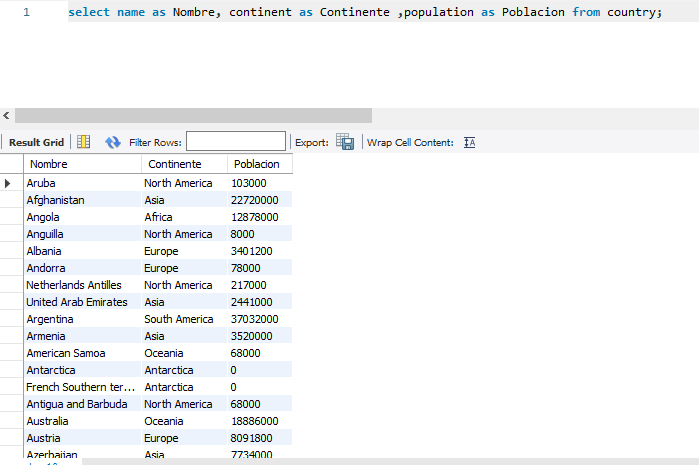 1 select name as Nombre, continent as Continente ,population as Poblacion from country;
Result Grid Filter Rows: Export: Wrap Cell Content:
Nombre Continente Poblacion
Aruba North America 103000
Afghanistan Asia 22720000
Angola Africa 12878000
Anguilla North America 8000
Albania Europe 3401200
Andorra Europe 78000
Netherlands Antilles North America 217000
United Arab Emirates Asia 2441000
Argentina South America 37032000
Armenia Asia 3520000
American Samoa Oceania 68000
Antarctica Antarctica 0
French Southern ter... Antarctica 0
Antigua and Barbuda North America 68000
Australia Oceania 18886000
Austria Europe 8091800
Azerbaijan Asia 7734000